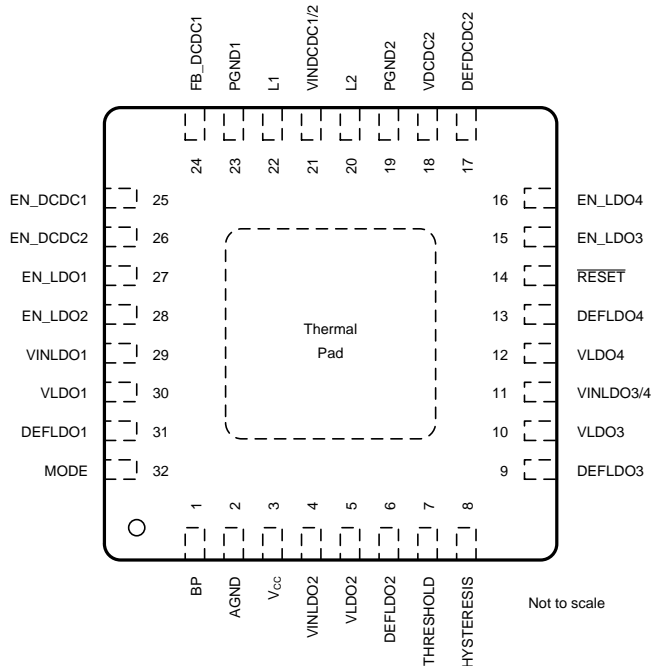 FB_DCDC1
PGND1
L1
VINDCDC1/2
L2
PGND2
VDCDC2
DEFDCDC2
24
23
22
21
20
19
18
17
EN_DCDC1 25
EN_DCDC2 26
EN_LDO1 27
EN_LDO2 28
VINLDO1 29
VLDO1 30
DEFLDO1 31
MODE 32
Thermal
Pad
16 EN_LDO4
15 EN_LDO3
14 RESET
13 DEFLDO4
12 VLDO4
11 VINLDO3/4
10 VLDO3
9 DEFLDO3
1
2
3
4
5
6
7
8
BP
AGND
VCC
VINLDO2
VLDO2
DEFLDO2
THRESHOLD
HYSTERESIS
Not to scale